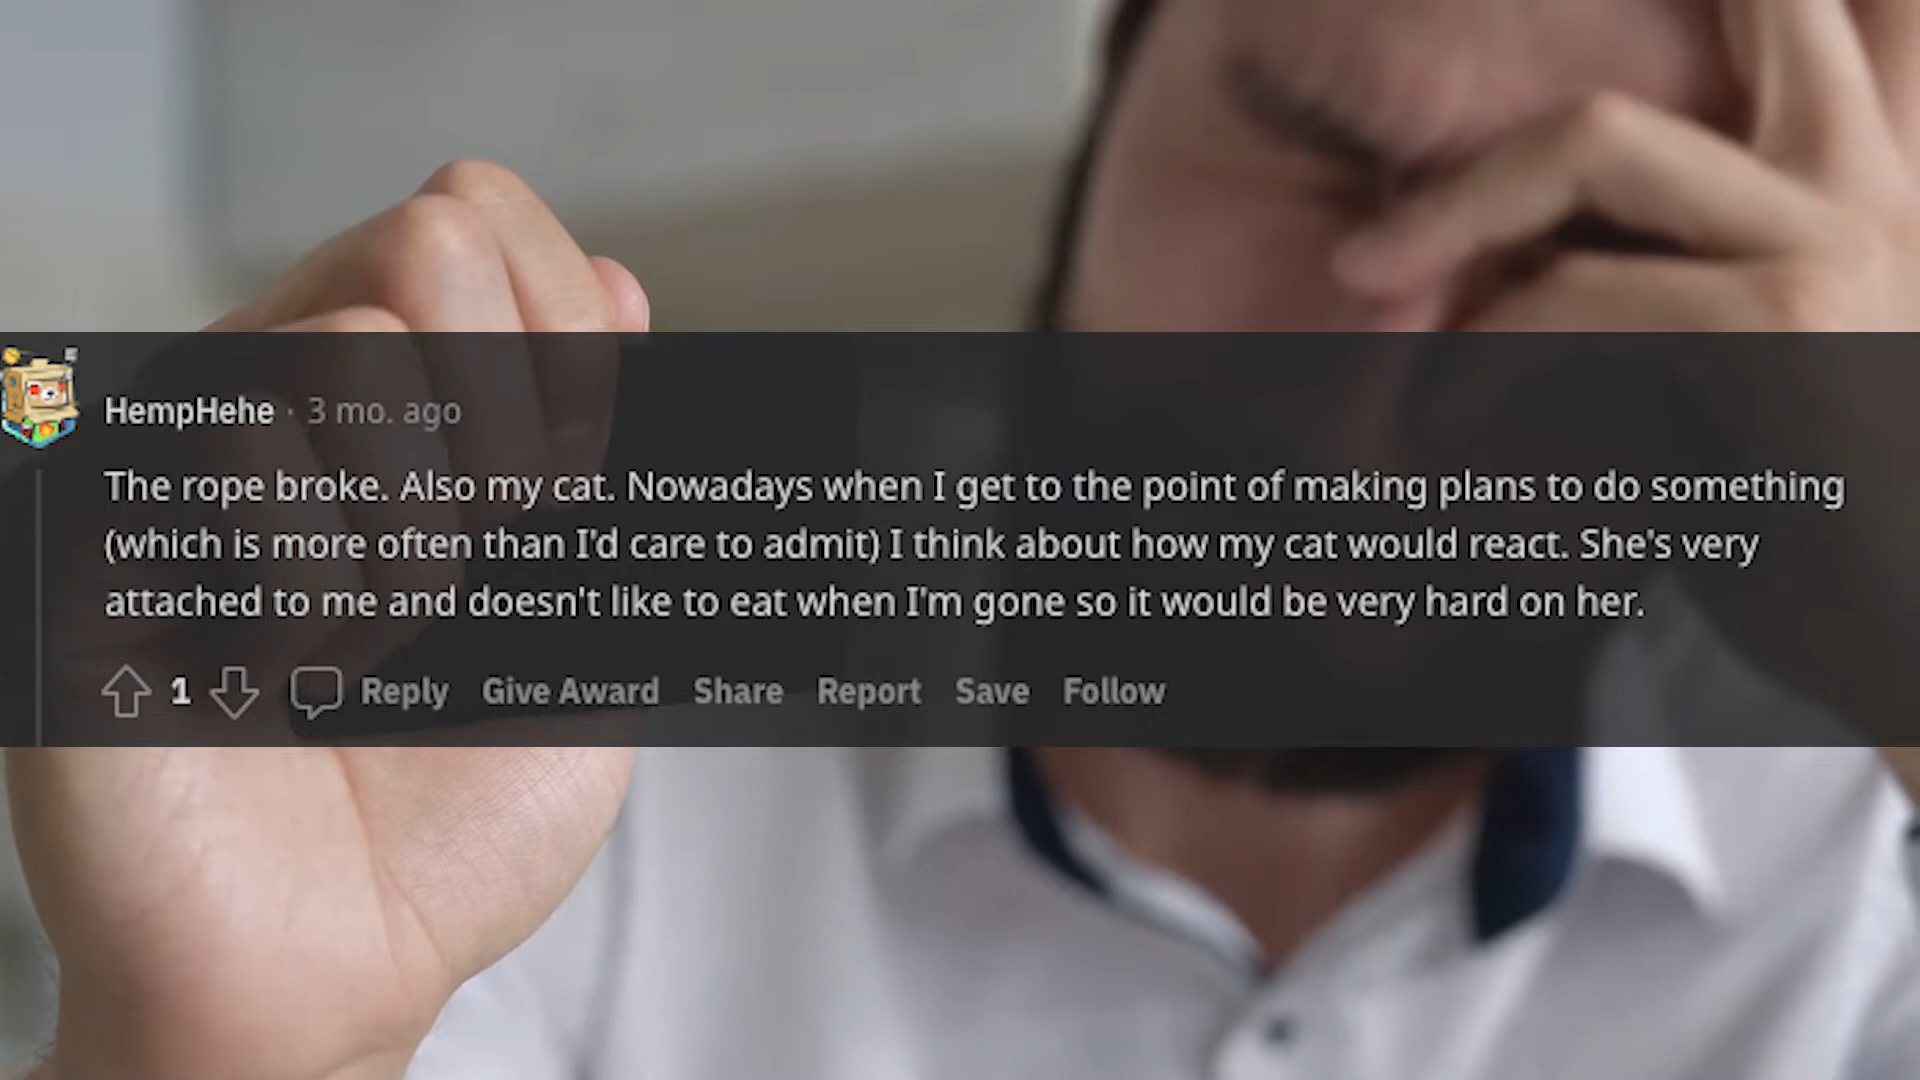 HempHehe · 3 mo. ago
The rope broke. Also my cat. Nowadays when I get to the point of making plans to do something
(which is more often than I'd care to admit) I think about how my cat would react. She's very
attached to me and doesn't like to eat when I'm gone so it would be very hard on her.
1 Reply Give Award Share Report Save Follow